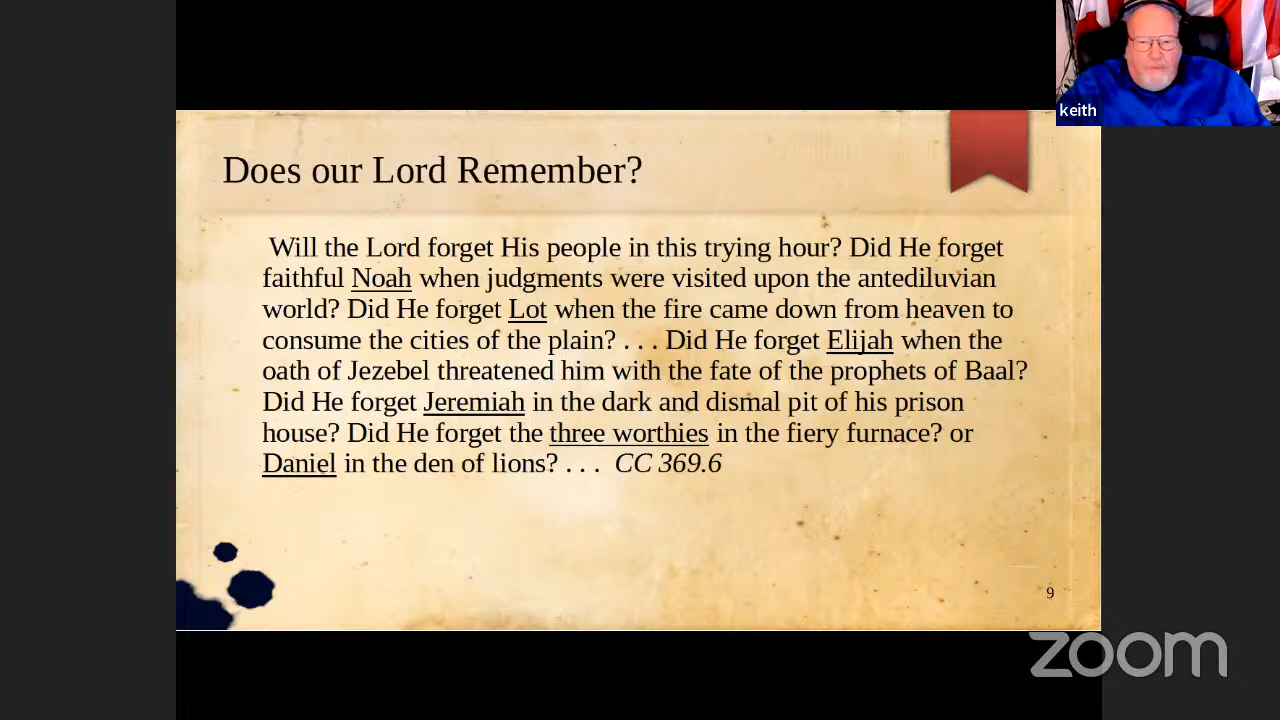 keith
Does our Lord Remember?
Will the Lord forget His people in this trying hour? Did He forget
faithful Noah when judgments were visited upon the antediluvian
world? Did He forget Lot when the fire came down from heaven to
consume the cities of the plain? . . . Did He forget Elijah when the
oath of Jezebel threatened him with the fate of the prophets of Baal?
Did He forget Jeremiah in the dark and dismal pit of his prison
house? Did He forget the three worthies in the fiery furnace? or
Daniel in the den of lions? . . . CC 369.6
9
zoom